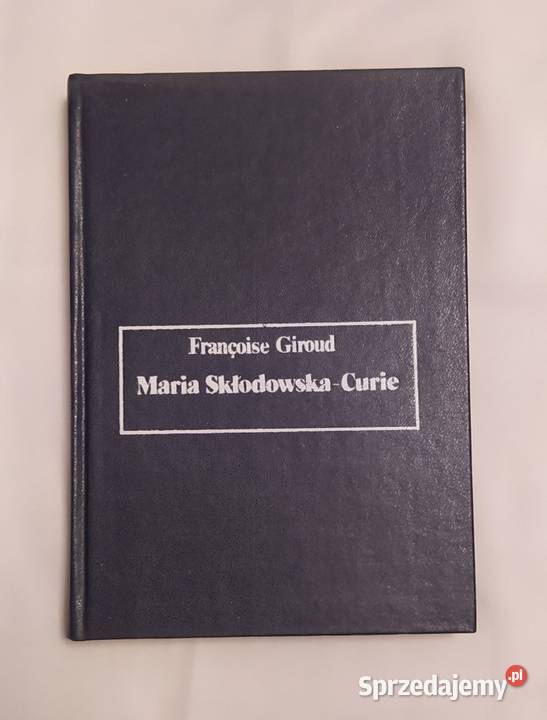 Françoise Giroud
Maria Skłodowska-Curie
Sprzedajemy.pl